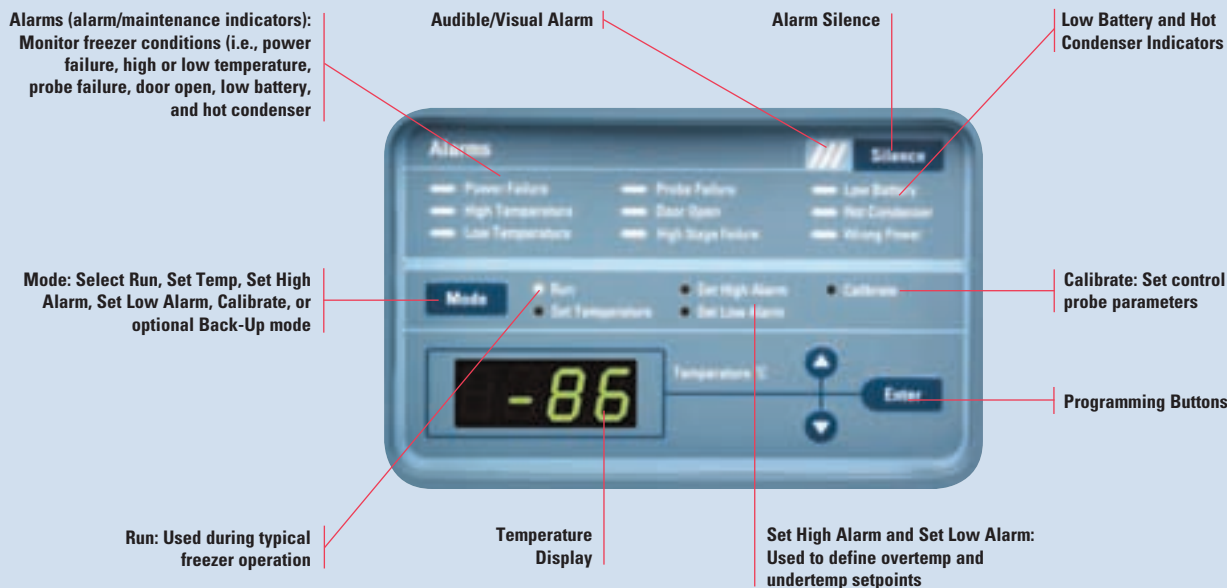 Alarms (alarm/maintenance indicators):
Monitor freezer conditions (i.e., power
failure, high or low temperature,
probe failure, door open, low battery,
and hot condenser
Audible/Visual Alarm
Alarm Silence
Low Battery and Hot
Condenser Indicators
Alarms
Silence
Power Failure
Probe Failure
Low Battery
High Temperature
Door Open
Hot Condenser
Low Temperature
High Stage Failure
Wrong Power
Mode: Select Run, Set Temp, Set High
Alarm, Set Low Alarm, Calibrate, or
optional Back-Up mode
Mode
Run
Set High Alarm
Calibrate
Set Temperature
Set Low Alarm
Calibrate: Set control
probe parameters
-86
Temperature °C
Enter
Programming Buttons
Run: Used during typical
freezer operation
Temperature
Display
Set High Alarm and Set Low Alarm:
Used to define overtemp and
undertemp setpoints